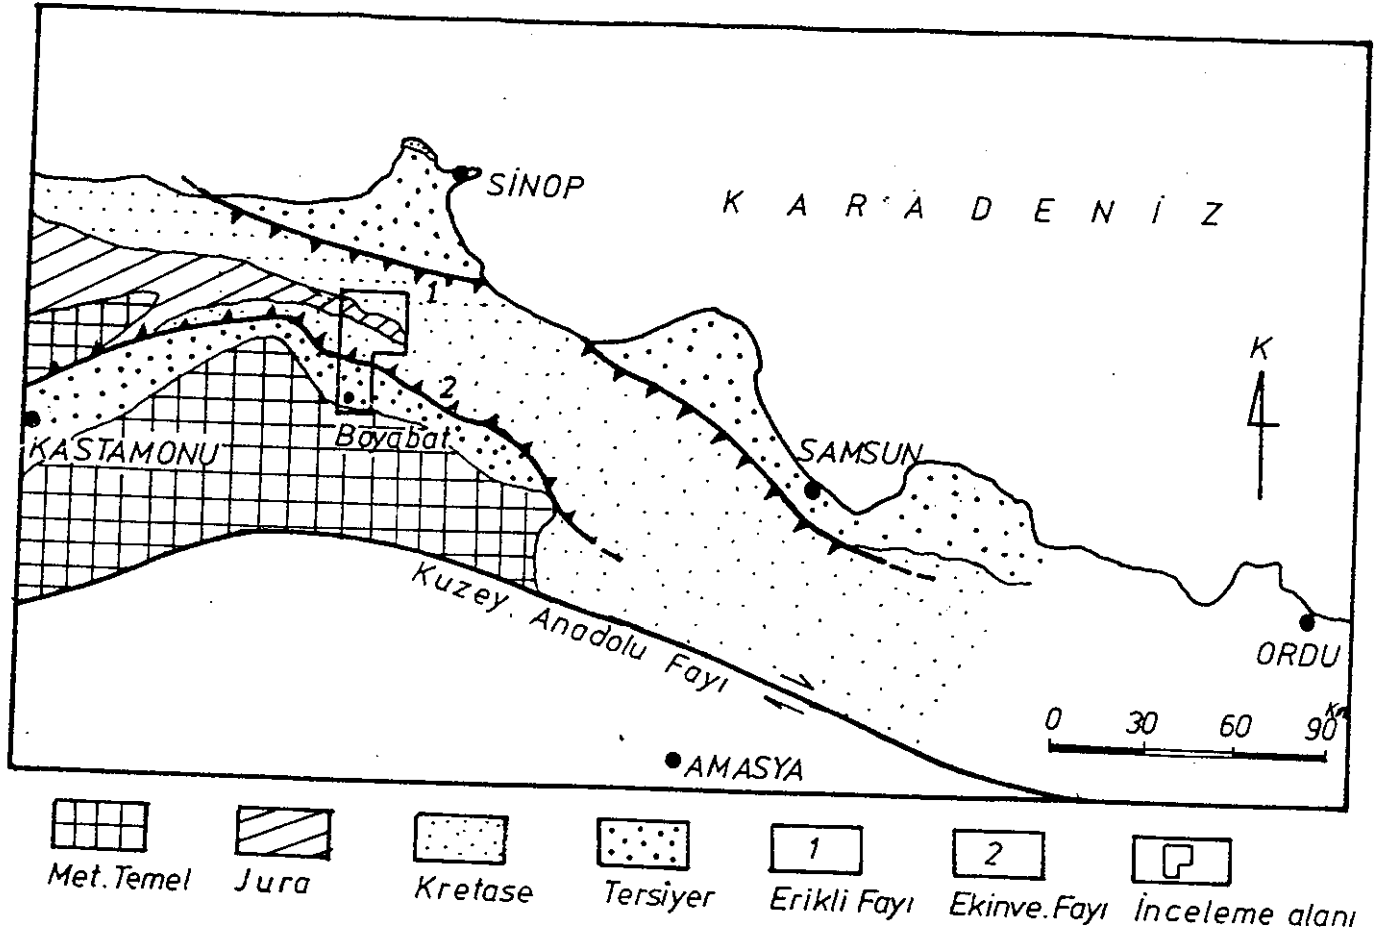 SİNOP
K A R A D E N İ Z
1
K
2
Boyabat
KASTAMONU
SAMSUN
Kuzey Anadolu Fayı
ORDU
0 30 60 90 Km
AMASYA
1 2
Met.Temel Jura Kretase Tersiyer Erikli Fayı Ekinve.Fayı İnceleme alanı